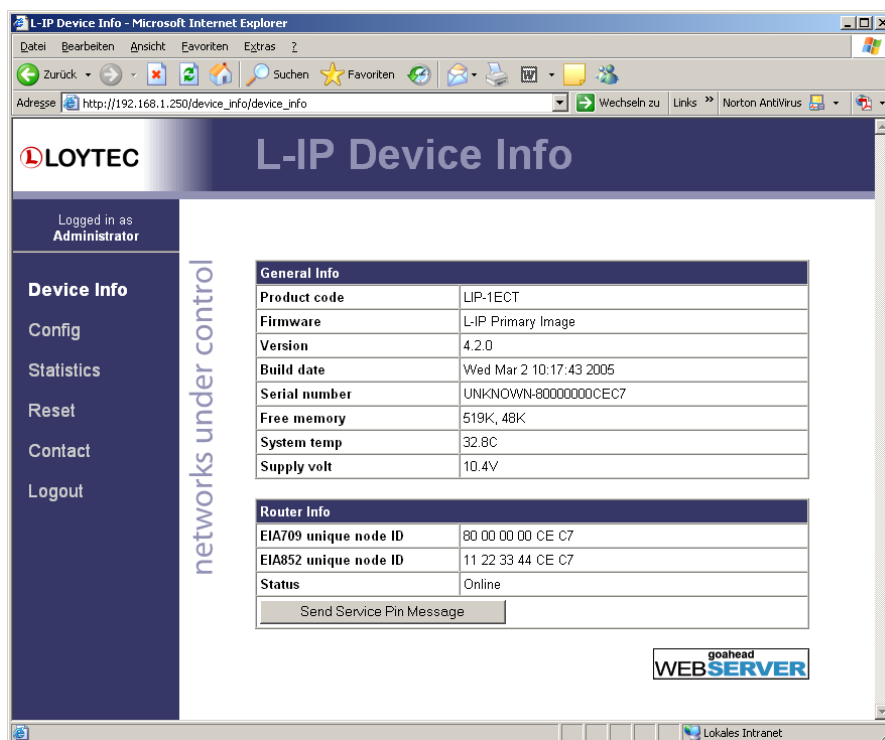 L-IP Device Info - Microsoft Internet Explorer
Datei Bearbeiten Ansicht Favoriten Extras ?
Zurück Suchen Favoriten
Adresse http://192.168.1.250/device_info/device_info Wechseln zu Links » Norton AntiVirus
LOYTEC L-IP Device Info
Logged in as
Administrator
Device Info
Config
Statistics
Reset
Contact
Logout
networks under control
General Info
Product code LIP-1ECT
Firmware L-IP Primary Image
Version 4.2.0
Build date Wed Mar 2 10:17:43 2005
Serial number UNKNOWN-80000000CEC7
Free memory 519K, 48K
System temp 32.8C
Supply volt 10.4V
Router Info
EIA709 unique node ID 80 00 00 00 CE C7
EIA852 unique node ID 11 22 33 44 CE C7
Status Online
Send Service Pin Message
goahead
WEBSERVER
Lokales Intranet